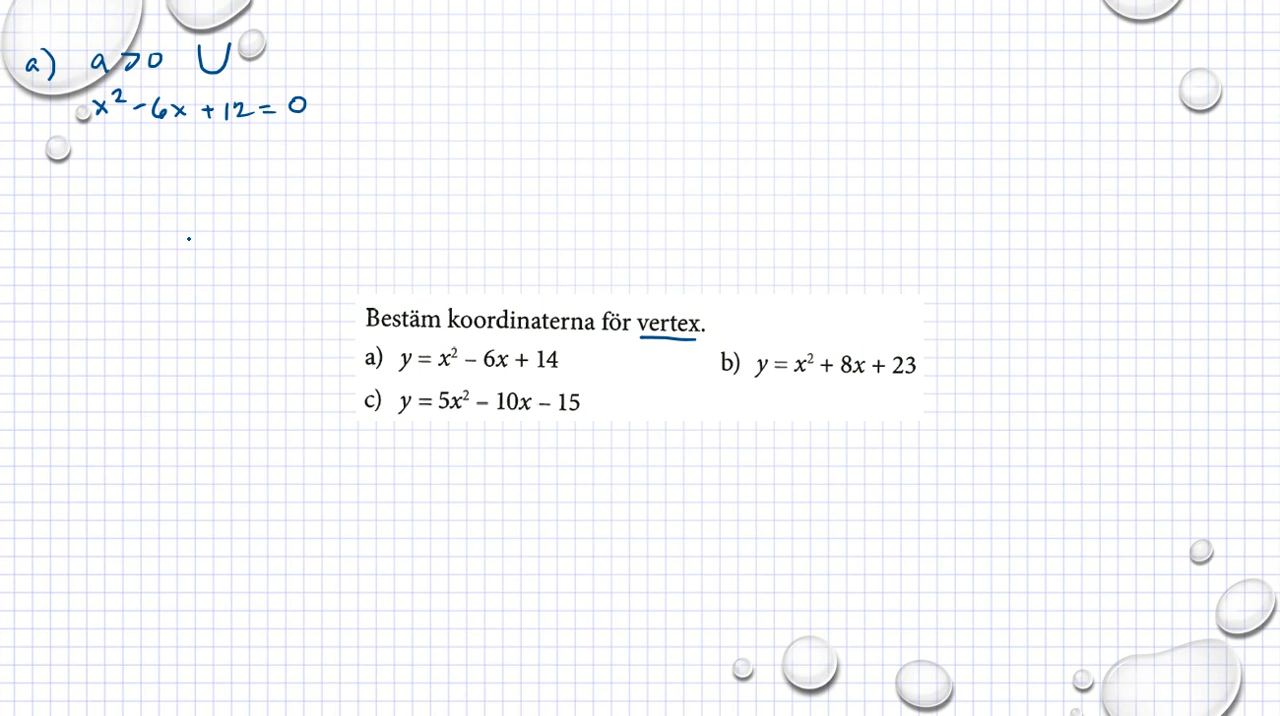 a) a > 0 ∪
x² - 6x + 12 = 0
Bestäm koordinaterna för vertex.
a) y = x² – 6x + 14 b) y = x² + 8x + 23
c) y = 5x² – 10x – 15